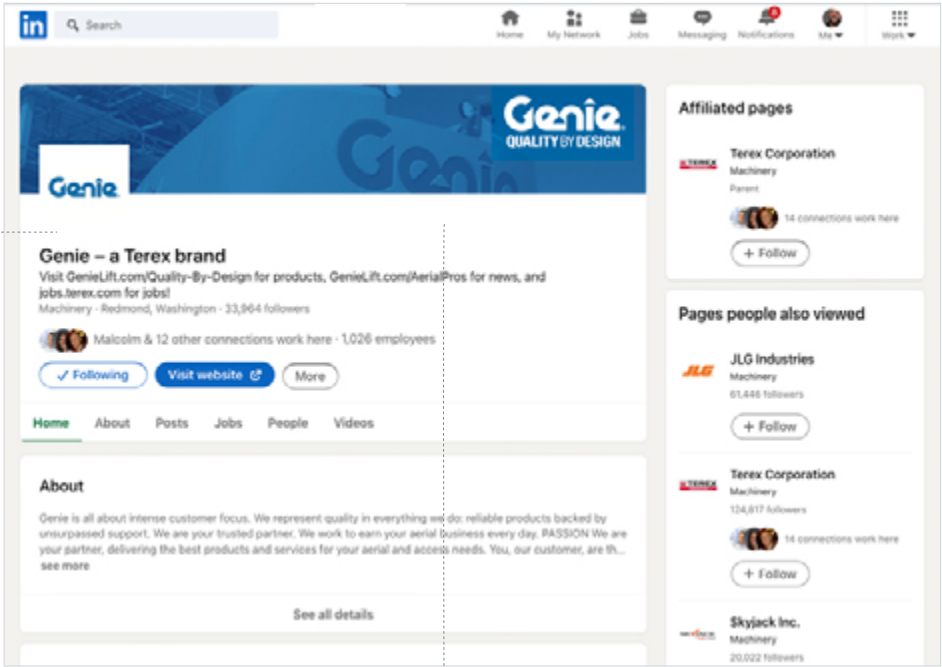 in
Search
Home
My Network
Jobs
Messaging
Notifications
Me
Work
Genie
Genie
QUALITY BY DESIGN
Genie
Genie – a Terex brand
Visit GenieLift.com/Quality-By-Design for products, GenieLift.com/AerialPros for news, and
jobs.terex.com for jobs!
Machinery · Redmond, Washington · 33,964 followers
Malcolm & 12 other connections work here · 1,026 employees
Following
Visit website
More
Home
About
Posts
Jobs
People
Videos
About
Genie is all about intense customer focus. We represent quality in everything we do: reliable products backed by
unsurpassed support. We are your trusted partner. We work to earn your aerial business every day. PASSION We are
your partner, delivering the best products and services for your aerial and access needs. You, our customer, are th...
see more
See all details
Affiliated pages
TEREX
Terex Corporation
Machinery
Parent
14 connections work here
+ Follow
Pages people also viewed
JLG
JLG Industries
Machinery
61,446 followers
+ Follow
TEREX
Terex Corporation
Machinery
124,817 followers
14 connections work here
+ Follow
Skyjack Inc.
Machinery
20,022 followers